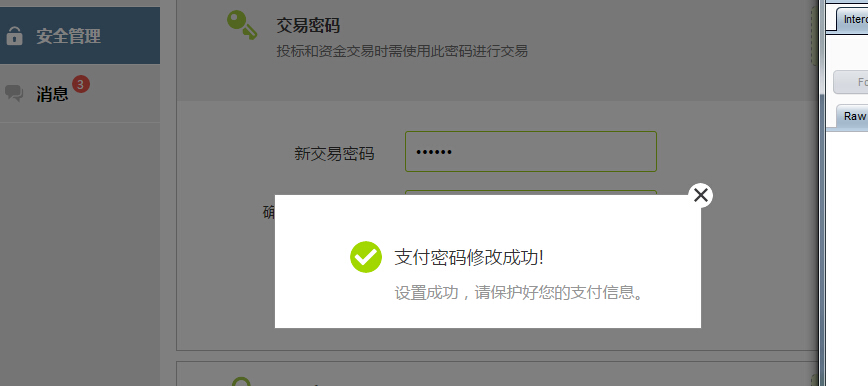 安全管理
消息 3
交易密码
投标和资金交易时需使用此密码进行交易
新交易密码
••••••
确
支付密码修改成功!
设置成功，请保护好您的支付信息。
Raw